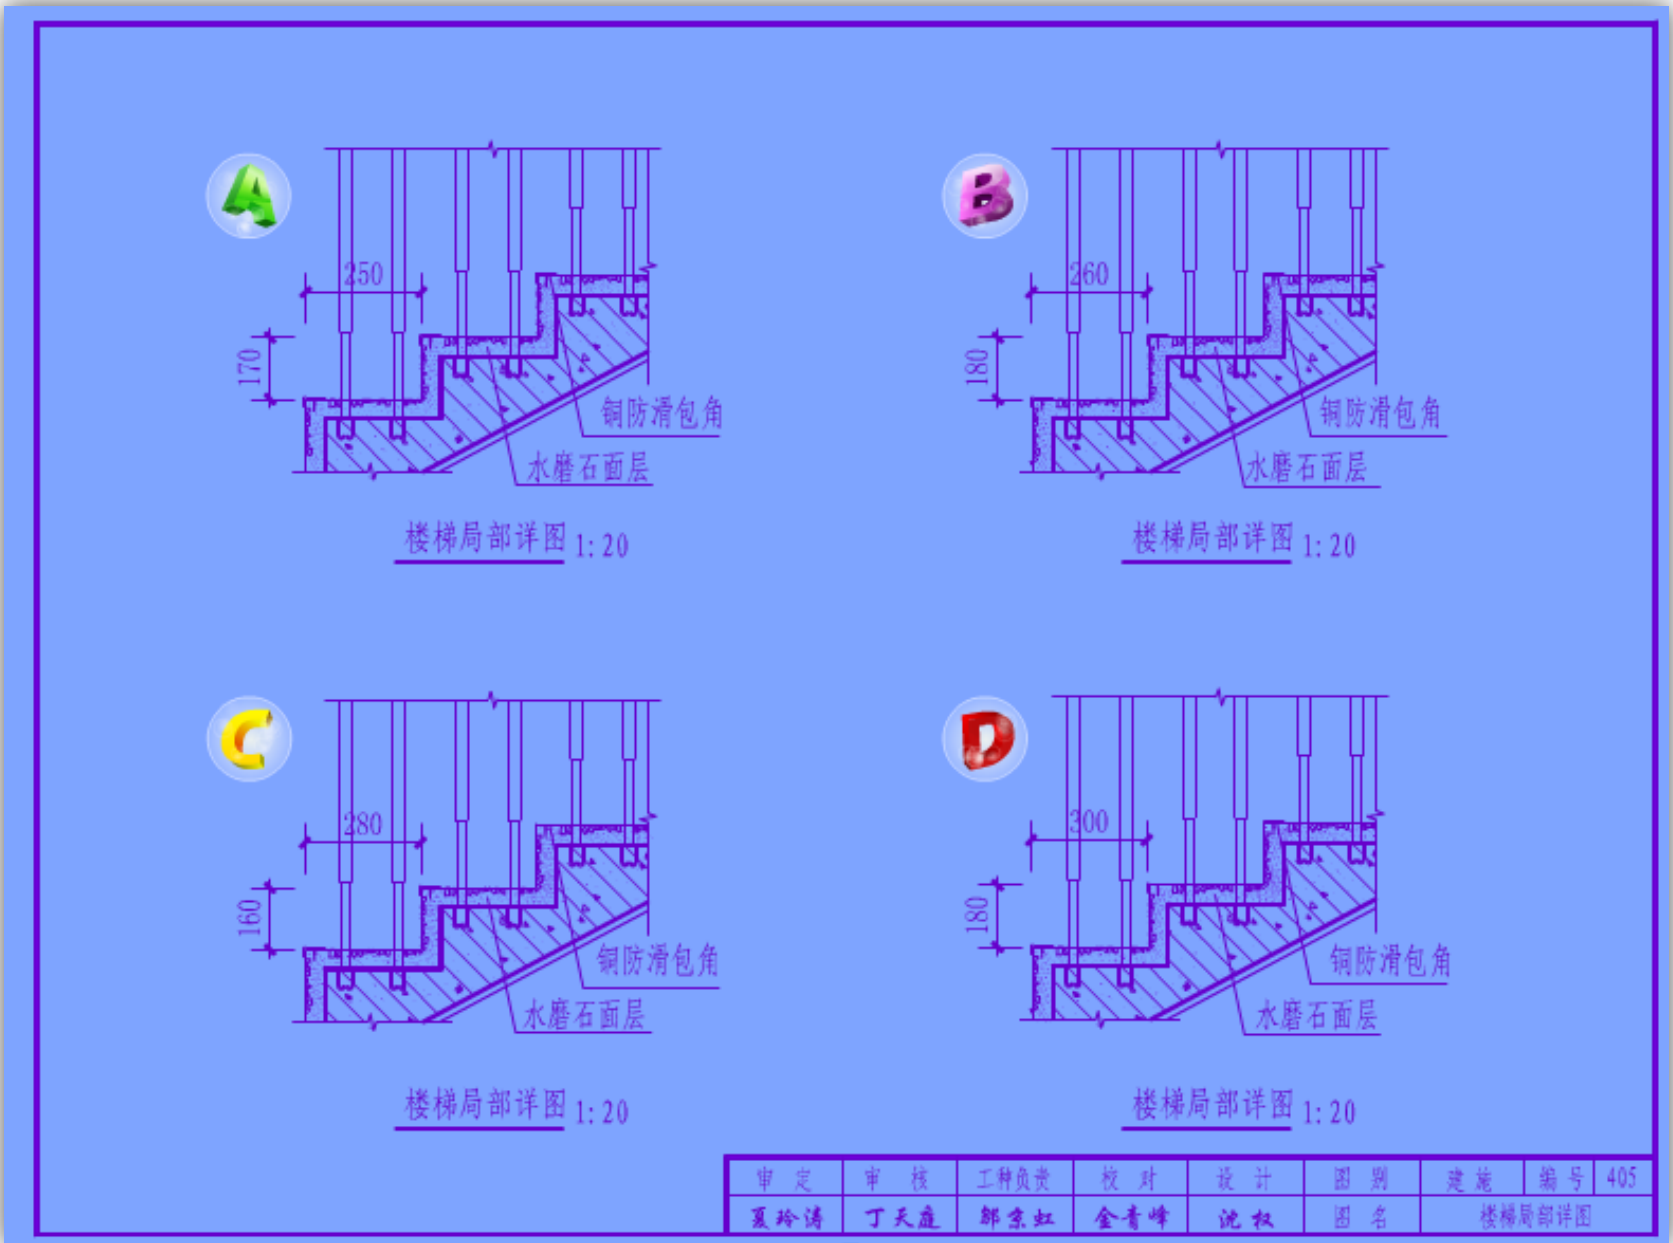 A
250
170
铜防滑包角
水磨石面层
楼梯局部详图 1:20
B
260
180
铜防滑包角
水磨石面层
楼梯局部详图 1:20
C
280
160
铜防滑包角
水磨石面层
楼梯局部详图 1:20
D
300
180
铜防滑包角
水磨石面层
楼梯局部详图 1:20
审 定 审 核 工种负责 校 对 设 计 图 别 建 施 编 号 405
夏玲涛 丁天庭 邹京虹 金青峰 沈权 图 名 楼梯局部详图